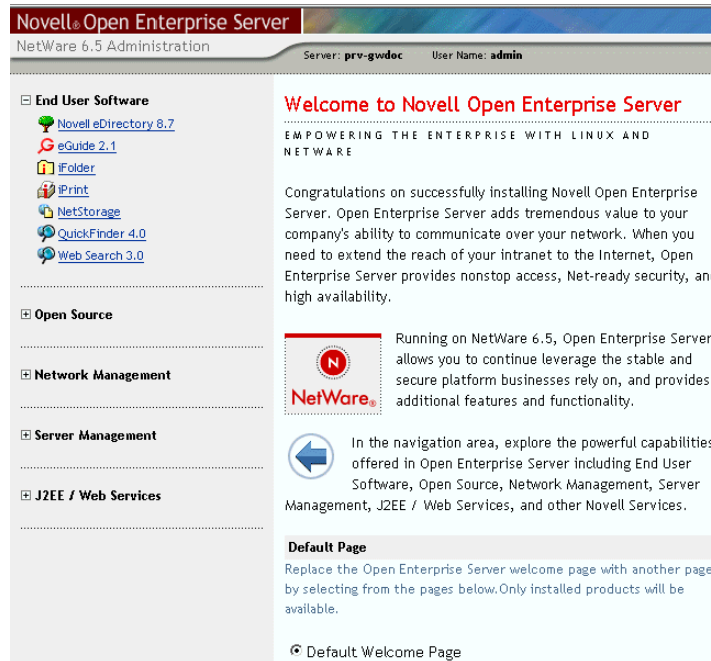 Novell® Open Enterprise Server
NetWare 6.5 Administration
Server: prv-gwdoc User Name: admin
End User Software
Novell eDirectory 8.7
eGuide 2.1
iFolder
iPrint
NetStorage
QuickFinder 4.0
Web Search 3.0
Open Source
Network Management
Server Management
J2EE / Web Services
Welcome to Novell Open Enterprise Server
EMPOWERING THE ENTERPRISE WITH LINUX AND
NETWARE
Congratulations on successfully installing Novell Open Enterprise
Server. Open Enterprise Server adds tremendous value to your
company's ability to communicate over your network. When you
need to extend the reach of your intranet to the Internet, Open
Enterprise Server provides nonstop access, Net-ready security, an
high availability.
N
NetWare®
Running on NetWare 6.5, Open Enterprise Server
allows you to continue leverage the stable and
secure platform businesses rely on, and provides
additional features and functionality.
In the navigation area, explore the powerful capabilities
offered in Open Enterprise Server including End User
Software, Open Source, Network Management, Server
Management, J2EE / Web Services, and other Novell Services.
Default Page
Replace the Open Enterprise Server welcome page with another page
by selecting from the pages below.Only installed products will be
available.
Default Welcome Page